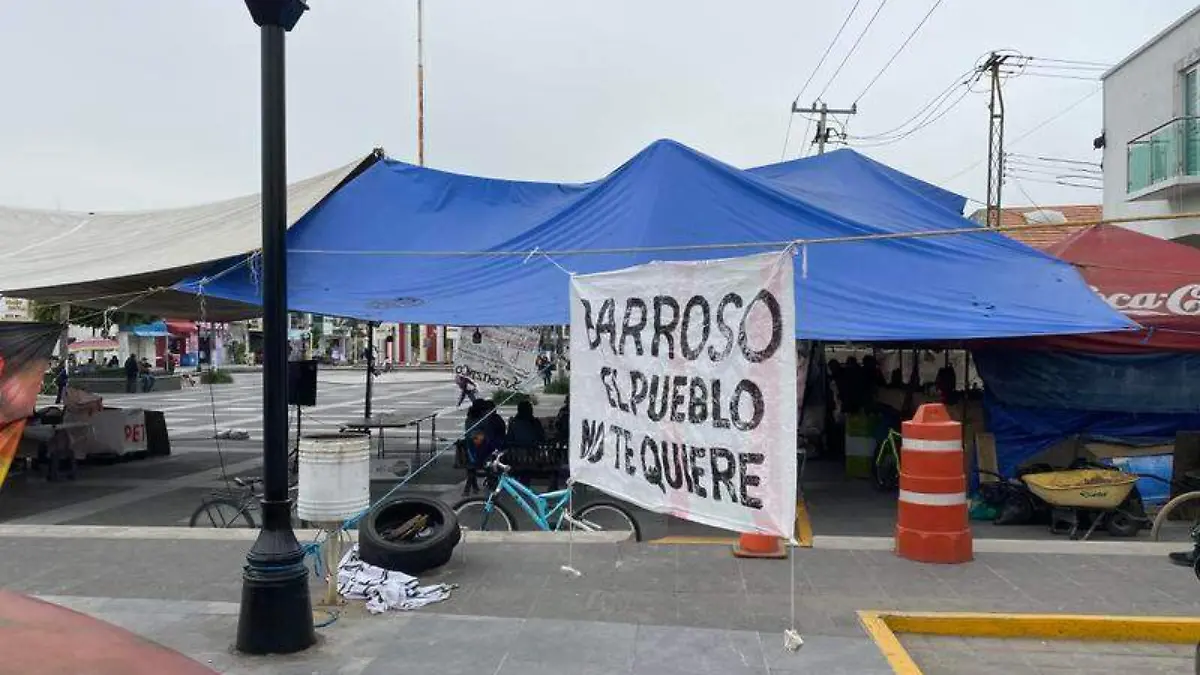 BARROSO
EL PUEBLO
NO TE QUIERE
Coca-C
PET